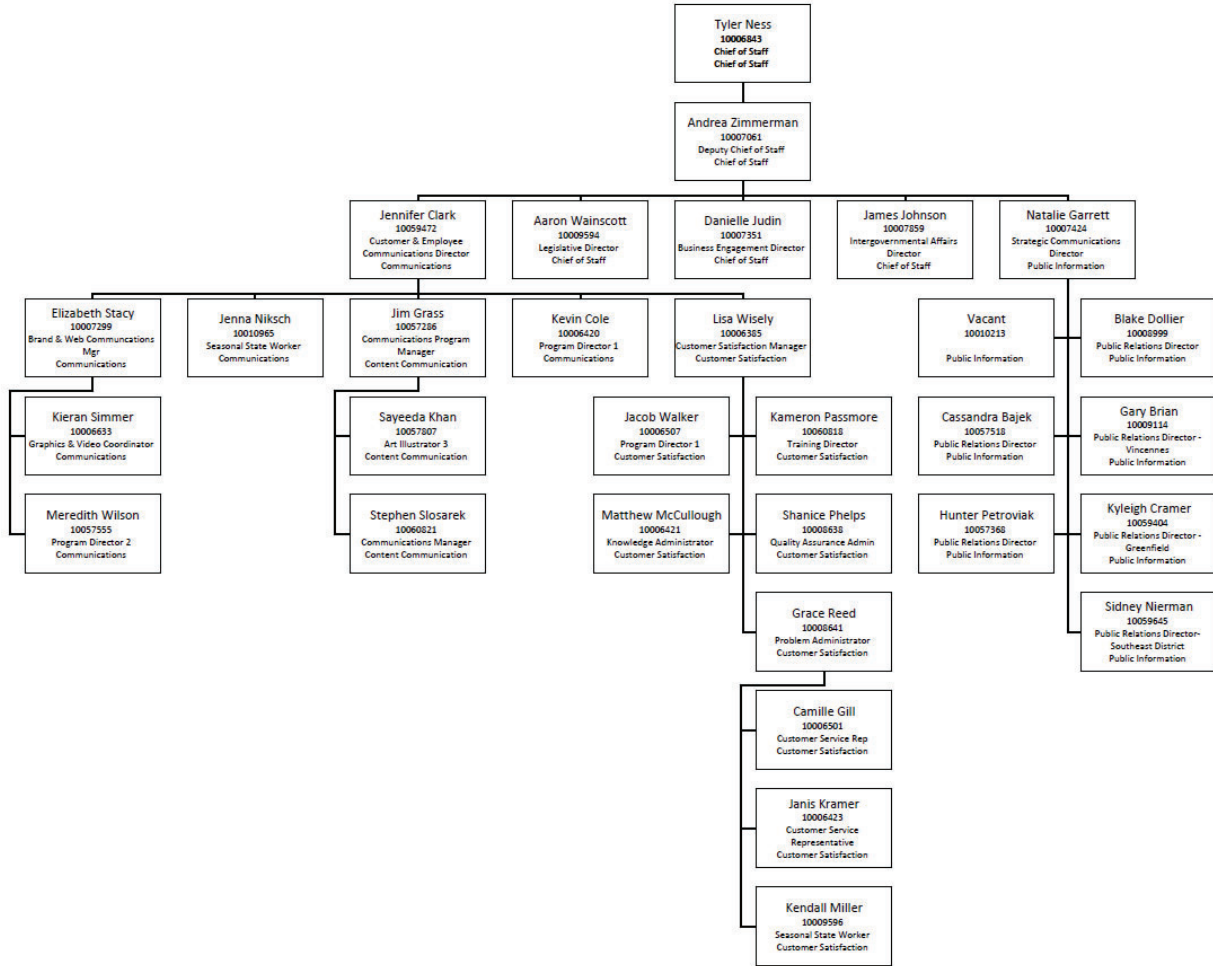 Tyler Ness
10006843
Chief of Staff
Chief of Staff
Andrea Zimmerman
10007061
Deputy Chief of Staff
Chief of Staff
Jennifer Clark
10059472
Customer & Employee
Communications Director
Communications
Aaron Wainscott
10009594
Legislative Director
Chief of Staff
Danielle Judin
10007351
Business Engagement Director
Chief of Staff
James Johnson
10007859
Intergovernmental Affairs
Director
Chief of Staff
Natalie Garrett
10007424
Strategic Communications
Director
Public Information
Elizabeth Stacy
10007299
Brand & Web Communcations
Mgr
Communications
Jenna Niksch
10010965
Seasonal State Worker
Communications
Jim Grass
10057286
Communications Program
Manager
Content Communication
Kevin Cole
10006420
Program Director 1
Communications
Lisa Wisely
10006385
Customer Satisfaction Manager
Customer Satisfaction
Vacant
10010213
Public Information
Blake Dollier
10008999
Public Relations Director
Public Information
Kieran Simmer
10006633
Graphics & Video Coordinator
Communications
Sayeeda Khan
10057807
Art Illustrator 3
Content Communication
Jacob Walker
10006507
Program Director 1
Customer Satisfaction
Kameron Passmore
10060818
Training Director
Customer Satisfaction
Cassandra Bajek
10057518
Public Relations Director
Public Information
Gary Brian
10009114
Public Relations Director -
Vincennes
Public Information
Meredith Wilson
10057555
Program Director 2
Communications
Stephen Slosarek
10060821
Communications Manager
Content Communication
Matthew McCullough
10006421
Knowledge Administrator
Customer Satisfaction
Shanice Phelps
10008638
Quality Assurance Admin
Customer Satisfaction
Hunter Petroviak
10057368
Public Relations Director
Public Information
Kyleigh Cramer
10059404
Public Relations Director -
Greenfield
Public Information
Grace Reed
10008641
Problem Administrator
Customer Satisfaction
Sidney Nierman
10059645
Public Relations Director-
Southeast District
Public Information
Camille Gill
10006501
Customer Service Rep
Customer Satisfaction
Janis Kramer
10006423
Customer Service
Representative
Customer Satisfaction
Kendall Miller
10009596
Seasonal State Worker
Customer Satisfaction